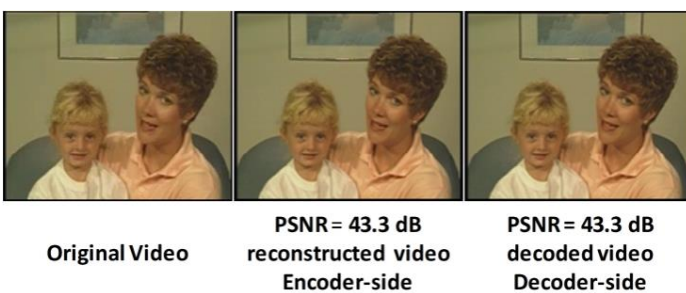 Original Video
PSNR = 43.3 dB
reconstructed video
Encoder-side
PSNR = 43.3 dB
decoded video
Decoder-side